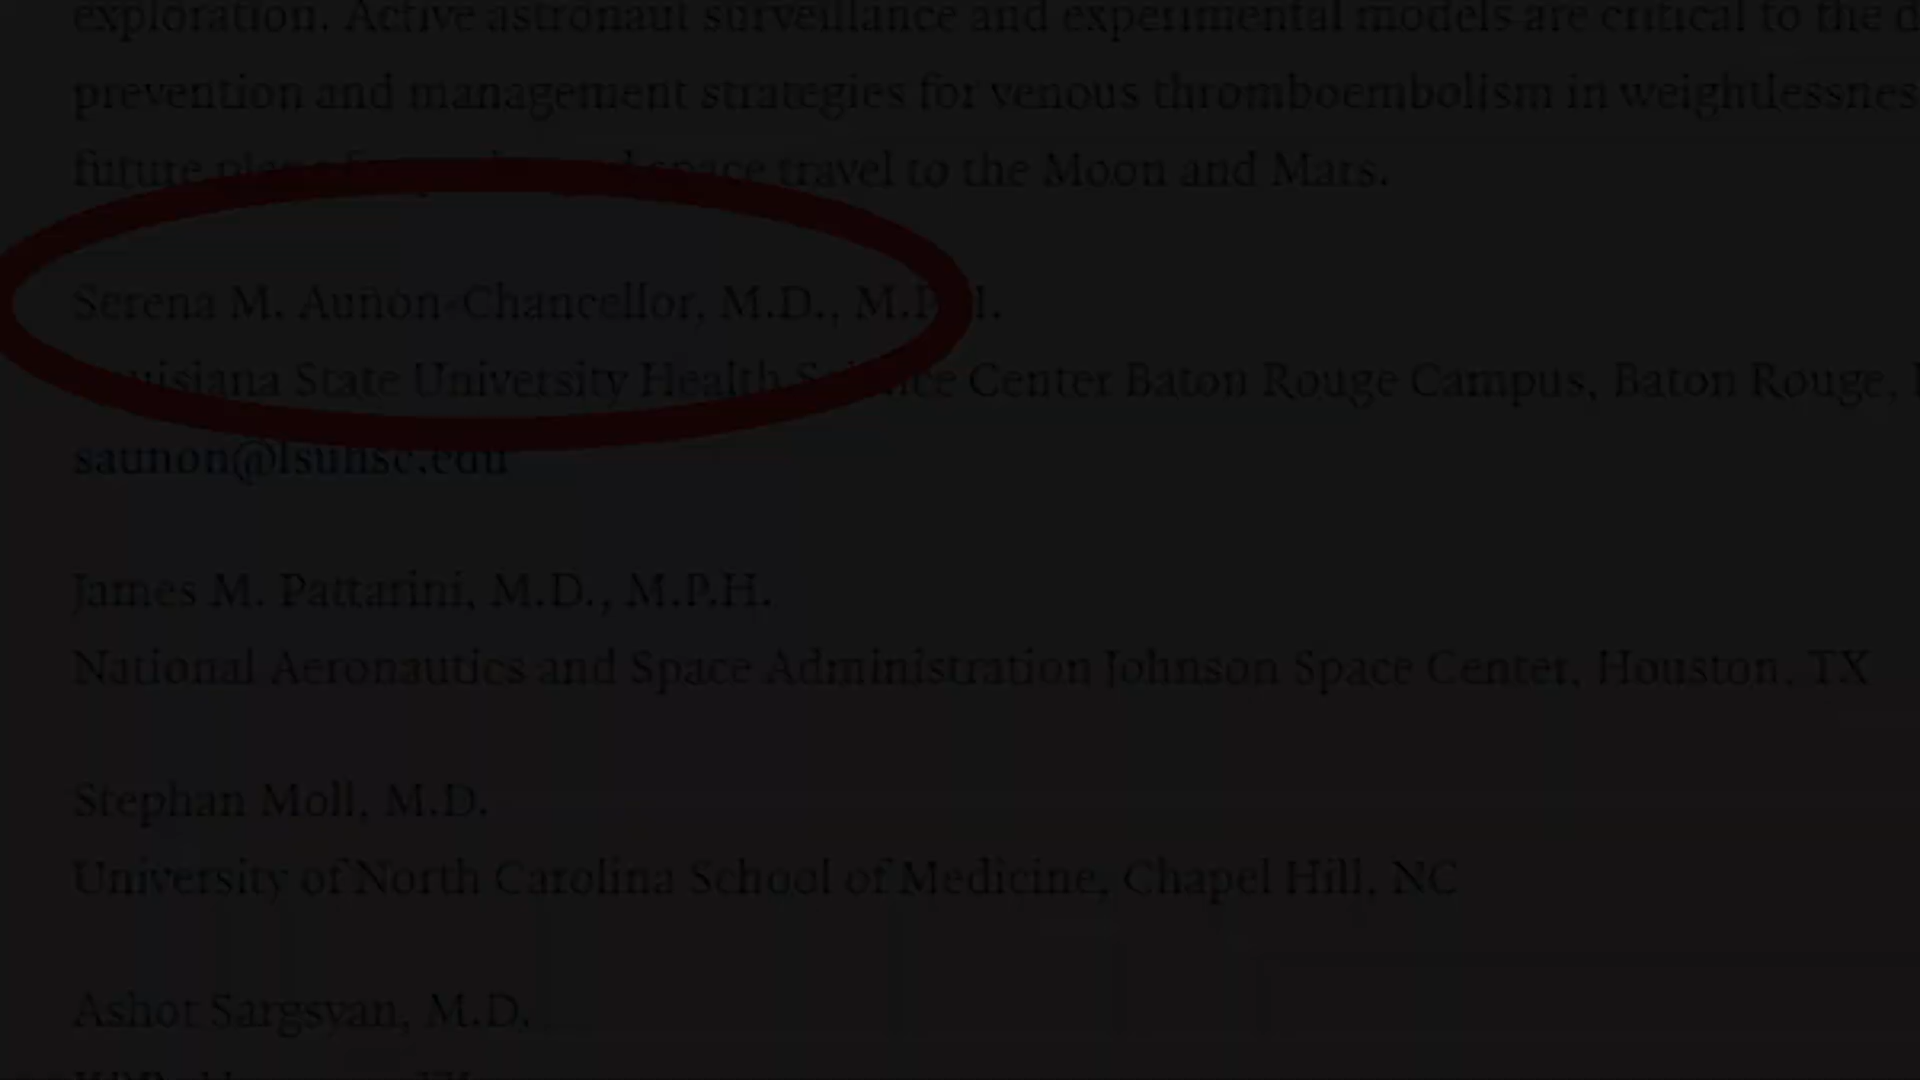 exploration. Active astronaut surveillance and experimental models are critical to the
prevention and management strategies for venous thromboembolism in weightlessnes
future space travel to the Moon and Mars.
Serena M. Auñon-Chancellor, M.D., M.P.H.
Louisiana State University Health Science Center Baton Rouge Campus, Baton Rouge,
saunon@lsuhsc.edu
James M. Pattarini, M.D., M.P.H.
National Aeronautics and Space Administration Johnson Space Center, Houston, TX
Stephan Moll, M.D.
University of North Carolina School of Medicine, Chapel Hill, NC
Ashot Sargsyan, M.D.